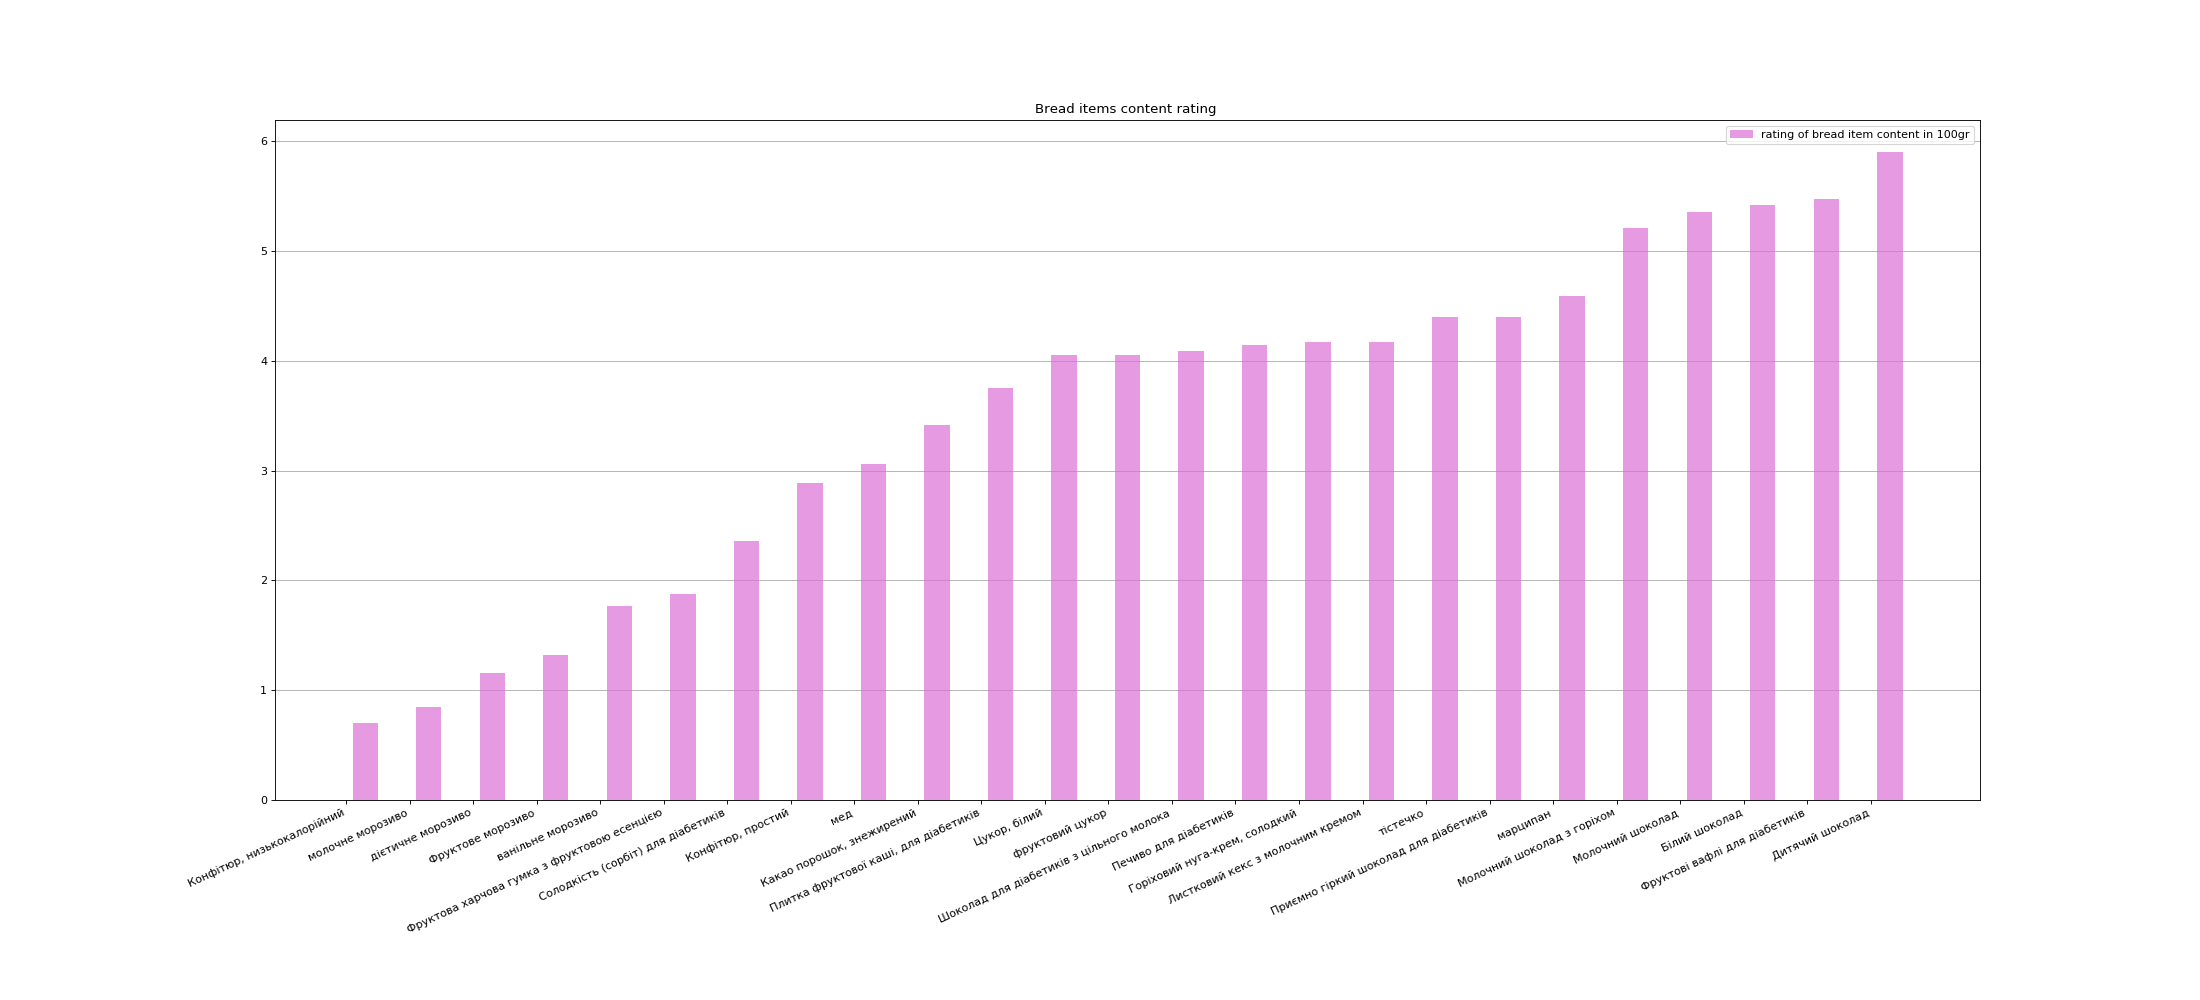 Bread items content rating
rating of bread item content in 100gr
6
5
4
3
2
1
0
Конфітюр, низькокалорійний
молочне морозиво
дієтичне морозиво
Фруктове морозиво
ванільне морозиво
Фруктова харчова гумка з фруктовою есенцією
Солодкість (сорбіт) для діабетиків
Конфітюр, простий
мед
Какао порошок, знежирений
Плитка фруктової каші, для діабетиків
Цукор, білий
фруктовий цукор
Шоколад для діабетиків з цільного молока
Печиво для діабетиків
Горіховий нуга-крем, солодкий
Листковий кекс з молочним кремом
тістечко
Приємно гіркий шоколад для діабетиків
марципан
Молочний шоколад з горіхом
Молочний шоколад
Білий шоколад
Фруктові вафлі для діабетиків
Дитячий шоколад